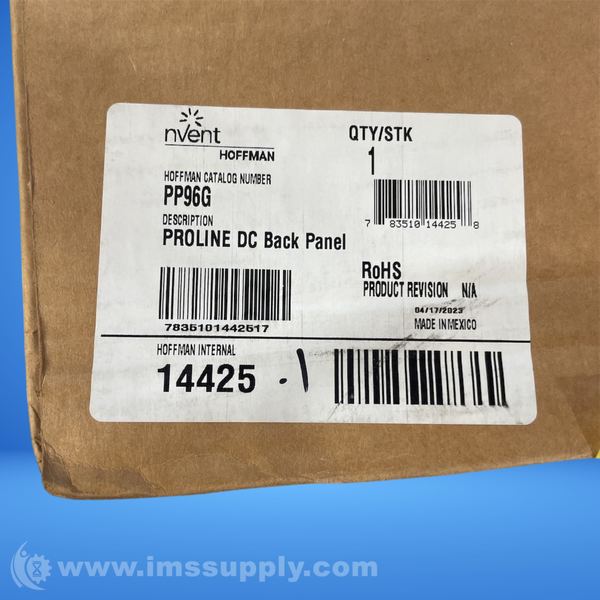 nvent
HOFFMAN
QTY/STK
1
HOFFMAN CATALOG NUMBER
PP96G
DESCRIPTION
PROLINE DC Back Panel
7 83510 14425 8
RoHS
PRODUCT REVISION N/A
04/17/2023
MADE IN MEXICO
7835101442517
HOFFMAN INTERNAL
14425 .1
www.imssupply.com